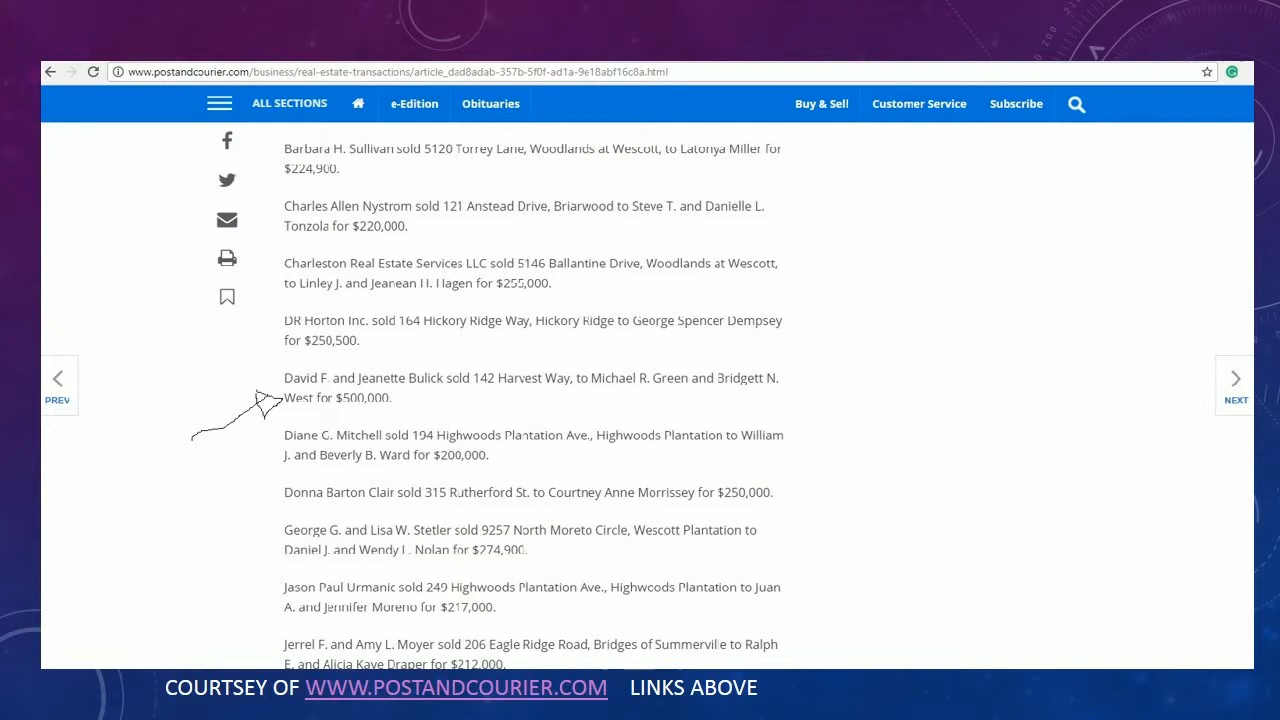 www.postandcourier.com/business/real-estate-transactions/article_dad8adab-357b-5f0f-ad1a-9e18abf16c8a.html
ALL SECTIONS e-Edition Obituaries Buy & Sell Customer Service Subscribe
Barbara H. Sullivan sold 5120 Torrey Lane, Woodlands at Wescott, to Latonya Miller for
$224,900.
Charles Allen Nystrom sold 121 Anstead Drive, Briarwood to Steve T. and Danielle L.
Tonzola for $220,000.
Charleston Real Estate Services LLC sold 5146 Ballantine Drive, Woodlands at Wescott,
to Linley J. and Jeanean H. Hagen for $255,000.
DR Horton Inc. sold 164 Hickory Ridge Way, Hickory Ridge to George Spencer Dempsey
for $250,500.
David F. and Jeanette Bulick sold 142 Harvest Way, to Michael R. Green and Bridgett N.
West for $500,000.
Diane G. Mitchell sold 194 Highwoods Plantation Ave., Highwoods Plantation to William
J. and Beverly B. Ward for $200,000.
Donna Barton Clair sold 315 Rutherford St. to Courtney Anne Morrissey for $250,000.
George G. and Lisa W. Stetler sold 9257 North Moreto Circle, Wescott Plantation to
Daniel J. and Wendy L. Nolan for $274,900.
Jason Paul Urmanic sold 249 Highwoods Plantation Ave., Highwoods Plantation to Juan
A. and Jennifer Moreno for $217,000.
Jerrel F. and Amy L. Moyer sold 206 Eagle Ridge Road, Bridges of Summerville to Ralph
E. and Alicia Kaye Draper for $212,000.
PREV
NEXT
COURTSEY OF WWW.POSTANDCOURIER.COM LINKS ABOVE